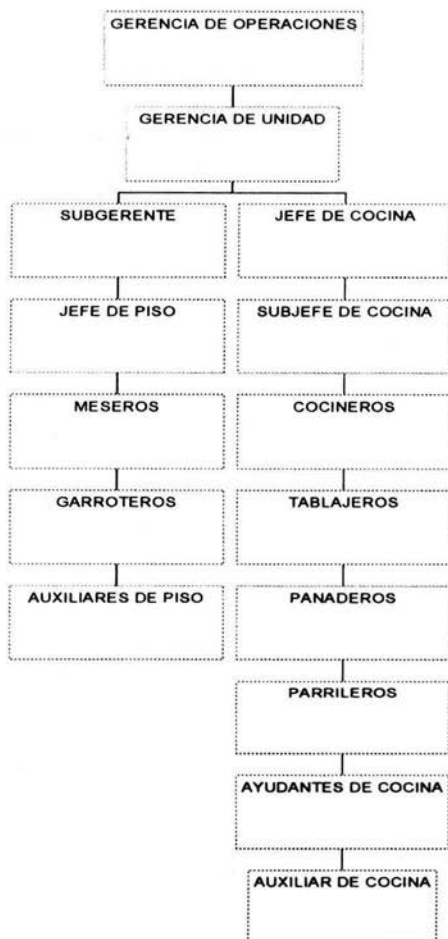 GERENCIA DE OPERACIONES
GERENCIA DE UNIDAD
SUBGERENTE
JEFE DE COCINA
JEFE DE PISO
SUBJEFE DE COCINA
MESEROS
COCINEROS
GARROTEROS
TABLAJEROS
AUXILIARES DE PISO
PANADEROS
PARRILEROS
AYUDANTES DE COCINA
AUXILIAR DE COCINA